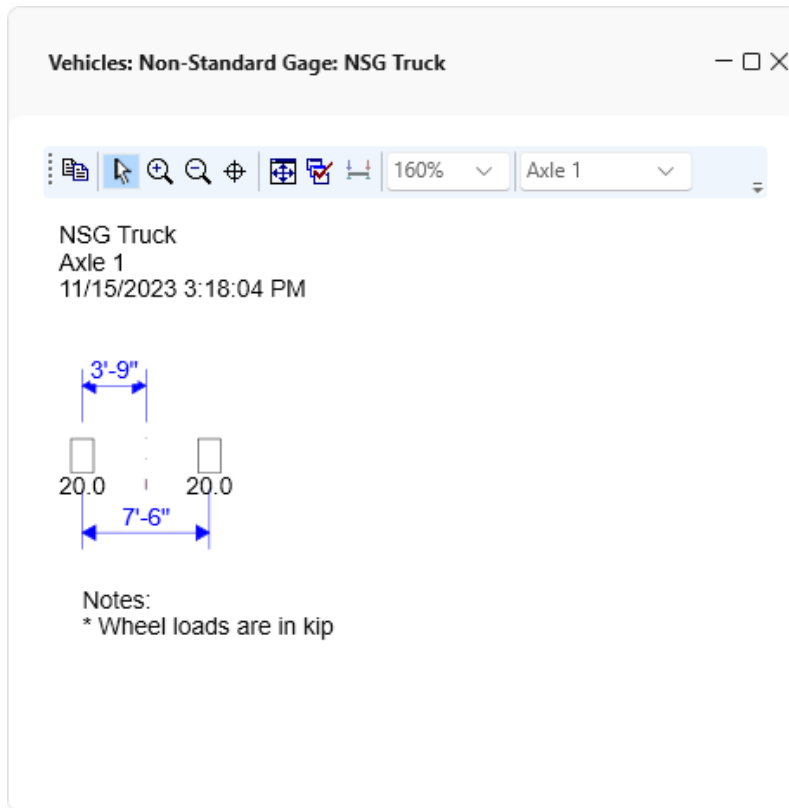 Vehicles: Non-Standard Gage: NSG Truck
160%
Axle 1
NSG Truck
Axle 1
11/15/2023 3:18:04 PM
3'-9"
20.0
20.0
7'-6"
Notes:
* Wheel loads are in kip